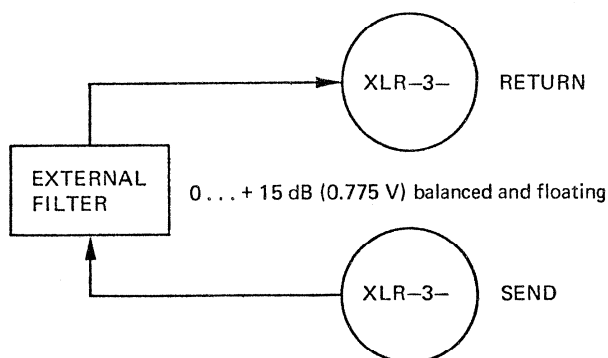 XLR–3– RETURN
EXTERNAL
FILTER
0 . . . + 15 dB (0.775 V) balanced and floating
XLR–3– SEND